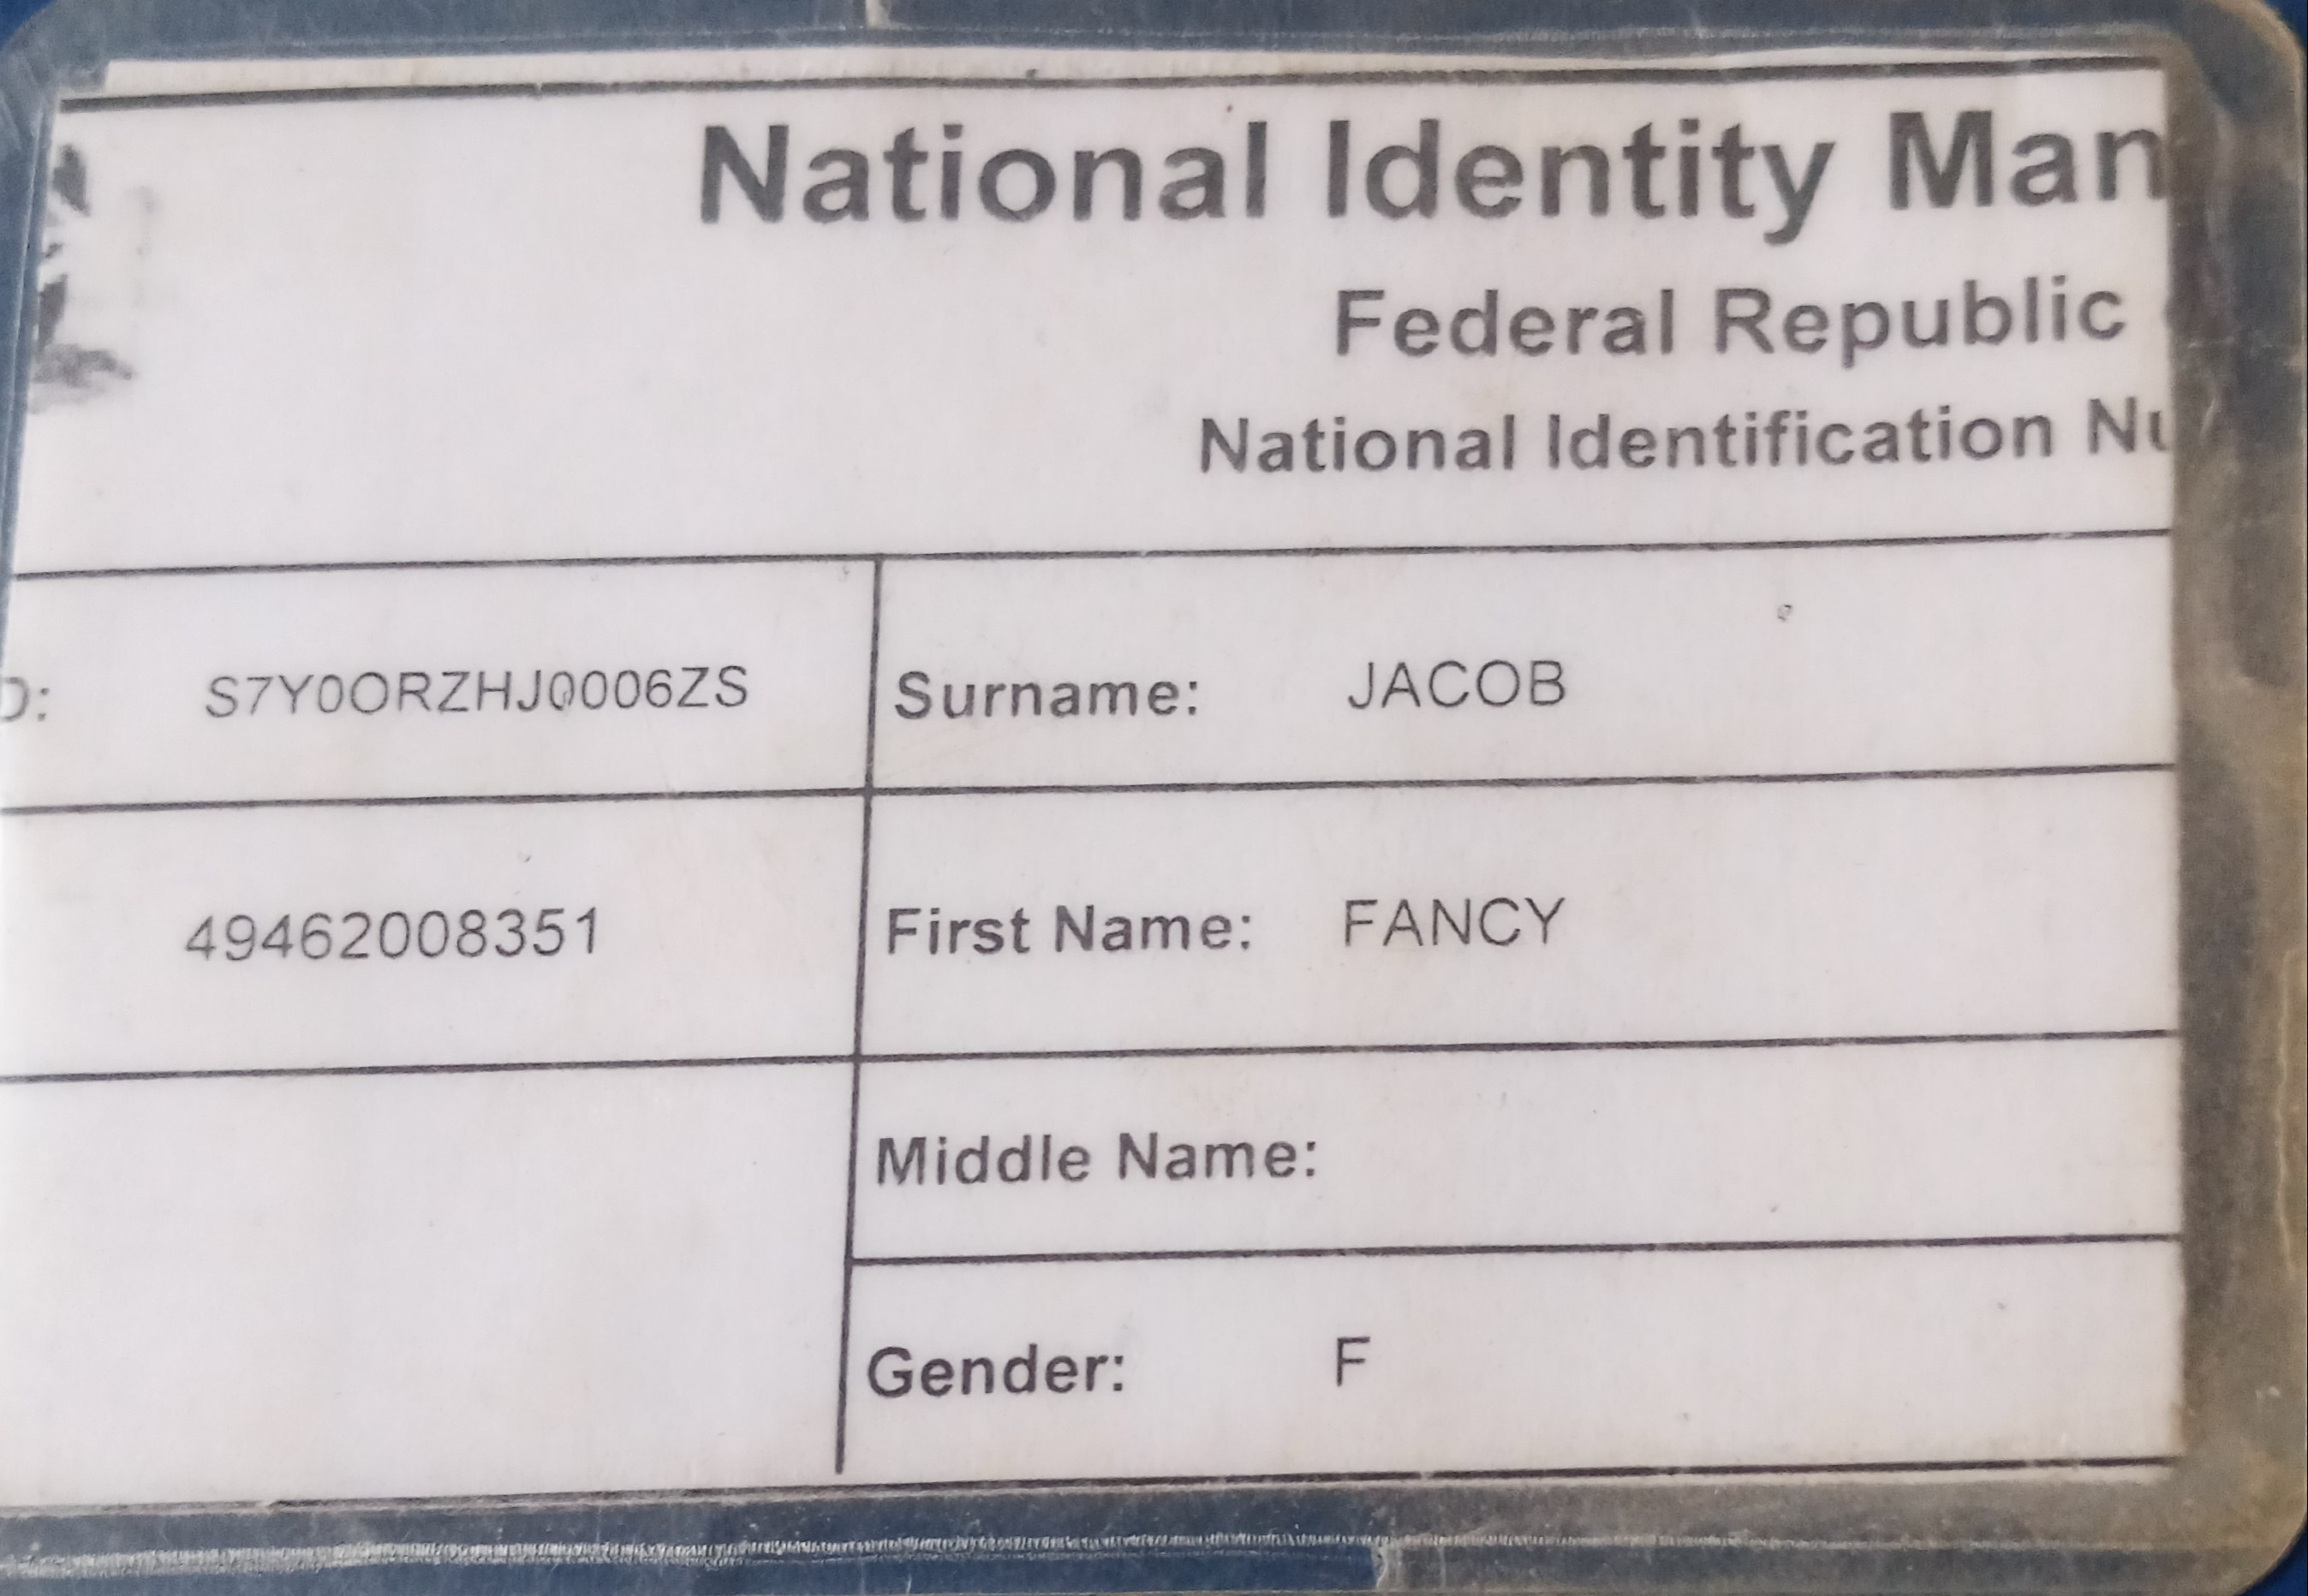 National Identity Man
Federal Republic
National Identification Nu
D: S7Y0ORZHJ0006ZS Surname: JACOB
49462008351 First Name: FANCY
Middle Name:
Gender: F